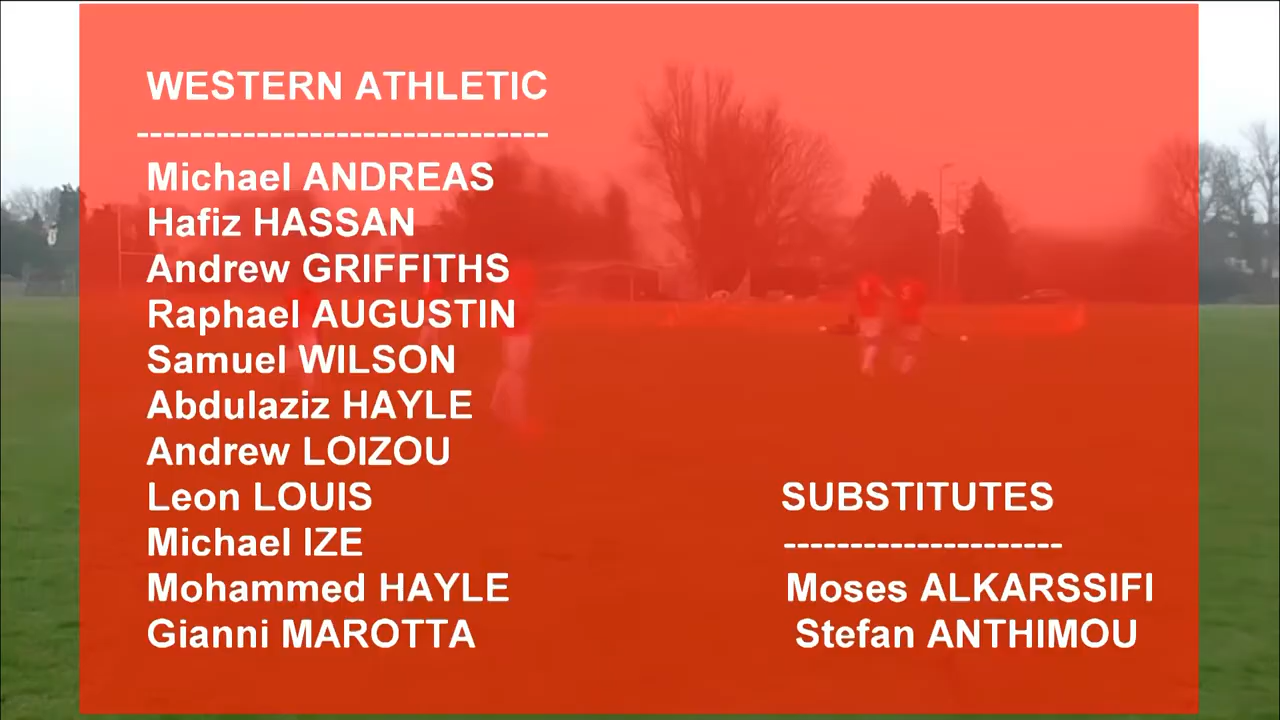 WESTERN ATHLETIC
-------------------------------
Michael ANDREAS
Hafiz HASSAN
Andrew GRIFFITHS
Raphael AUGUSTIN
Samuel WILSON
Abdulaziz HAYLE
Andrew LOIZOU
Leon LOUIS
Michael IZE
Mohammed HAYLE
Gianni MAROTTA
SUBSTITUTES
---------------------
Moses ALKARSSIFI
Stefan ANTHIMOU